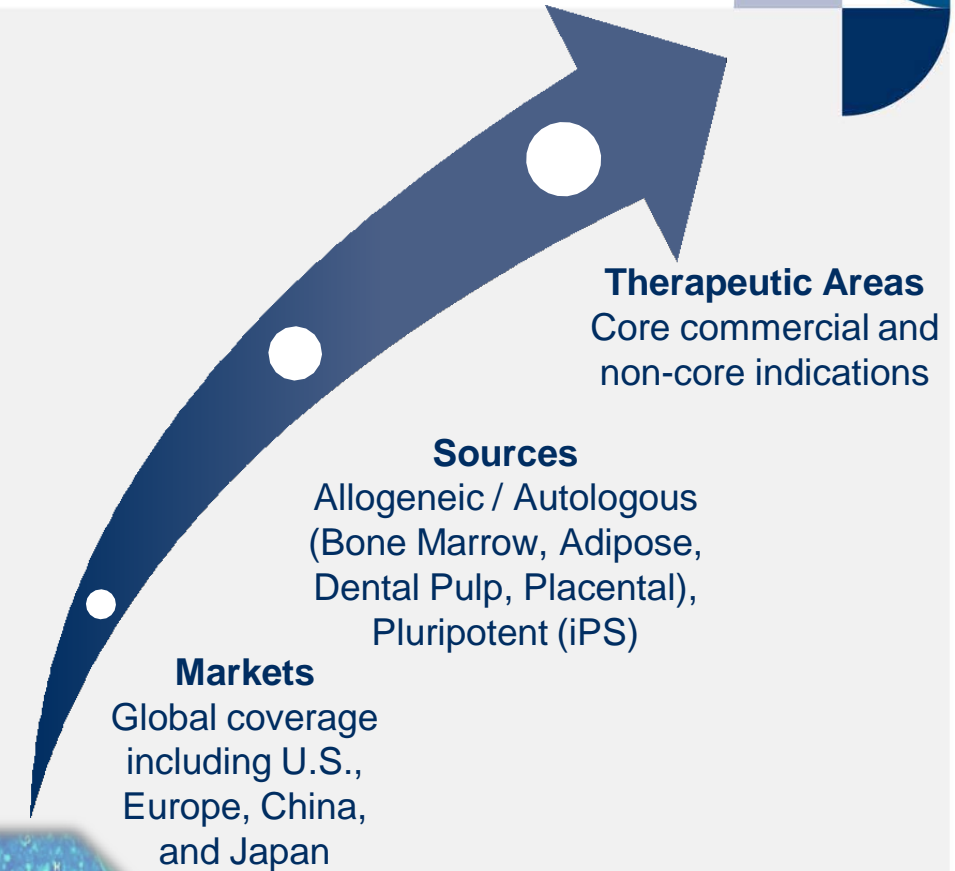 Therapeutic Areas
Core commercial and
non-core indications
Sources
Allogeneic / Autologous
(Bone Marrow, Adipose,
Dental Pulp, Placental),
Pluripotent (iPS)
Markets
Global coverage
including U.S.,
Europe, China,
and Japan